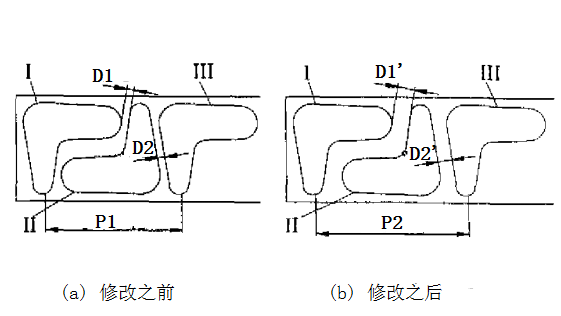 I D1 III
D2
II P1
I D1' III
D2'
II P2
(a) 修改之前
(b) 修改之后